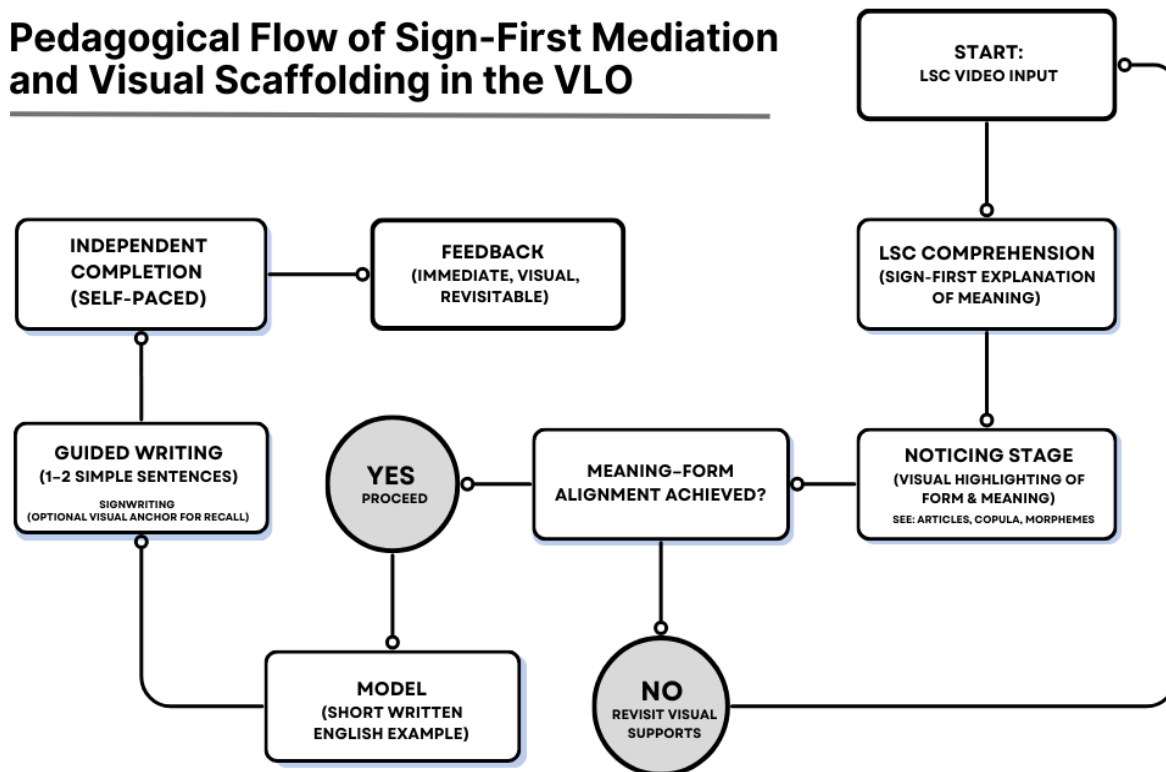 Pedagogical Flow of Sign-First Mediation
and Visual Scaffolding in the VLO
START:
LSC VIDEO INPUT
LSC COMPREHENSION
(SIGN-FIRST EXPLANATION
OF MEANING)
NOTICING STAGE
(VISUAL HIGHLIGHTING OF
FORM & MEANING)
SEE: ARTICLES, COPULA, MORPHEMES
MEANING–FORM
ALIGNMENT ACHIEVED?
YES
PROCEED
NO
REVISIT VISUAL
SUPPORTS
MODEL
(SHORT WRITTEN
ENGLISH EXAMPLE)
GUIDED WRITING
(1–2 SIMPLE SENTENCES)
SIGNWRITING
(OPTIONAL VISUAL ANCHOR FOR RECALL)
INDEPENDENT
COMPLETION
(SELF-PACED)
FEEDBACK
(IMMEDIATE, VISUAL,
REVISITABLE)